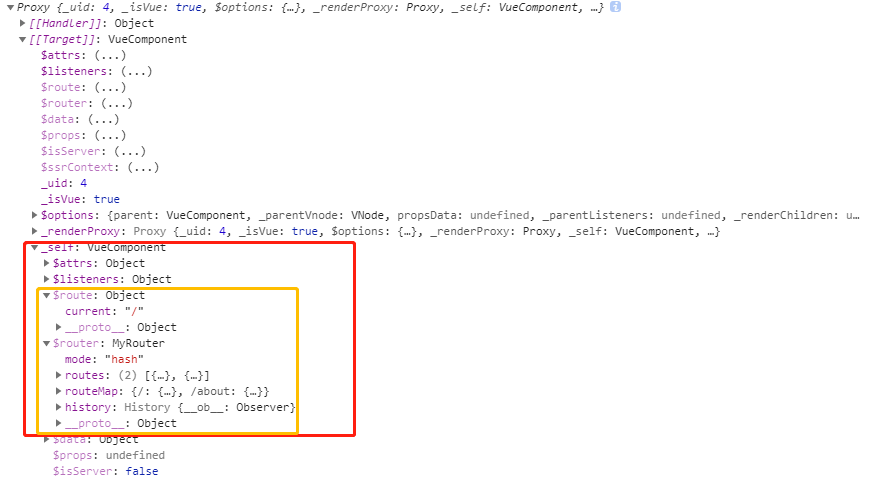 Proxy {_uid: 4, _isVue: true, $options: {…}, _renderProxy: Proxy, _self: VueComponent, …} i
[[Handler]]: Object
[[Target]]: VueComponent
$attrs: (...)
$listeners: (...)
$route: (...)
$router: (...)
$data: (...)
$props: (...)
$isServer: (...)
$ssrContext: (...)
_uid: 4
_isVue: true
$options: {parent: VueComponent, _parentVnode: VNode, propsData: undefined, _parentListeners: undefined, _renderChildren: u…
_renderProxy: Proxy {_uid: 4, _isVue: true, $options: {…}, _renderProxy: Proxy, _self: VueComponent, …}
_self: VueComponent
$attrs: Object
$listeners: Object
$route: Object
current: "/"
__proto__: Object
$router: MyRouter
mode: "hash"
routes: (2) [{…}, {…}]
routeMap: {/: {…}, /about: {…}}
history: History {__ob__: Observer}
__proto__: Object
$data: Object
$props: undefined
$isServer: false